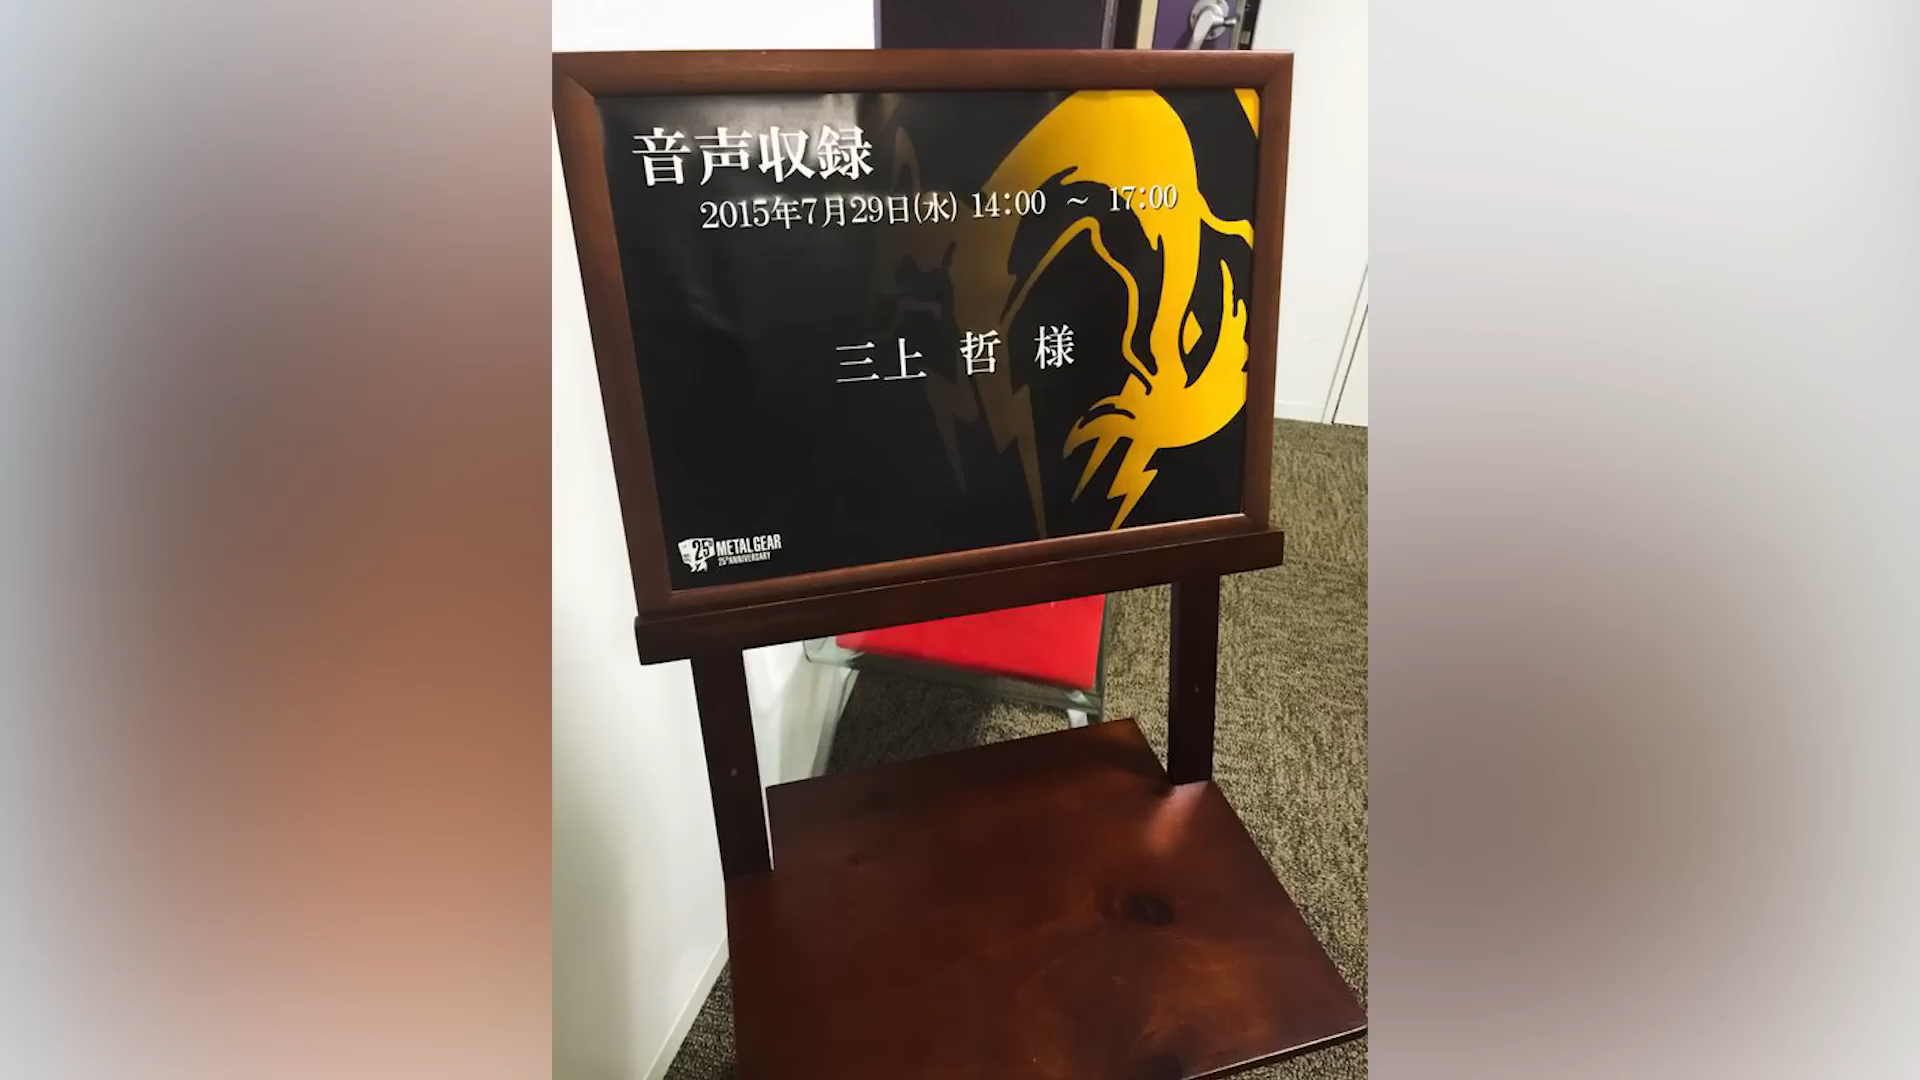 音声収録
2015年7月29日(水) 14:00 ～ 17:00
三上 哲 様
25th METAL GEAR
25th ANNIVERSARY